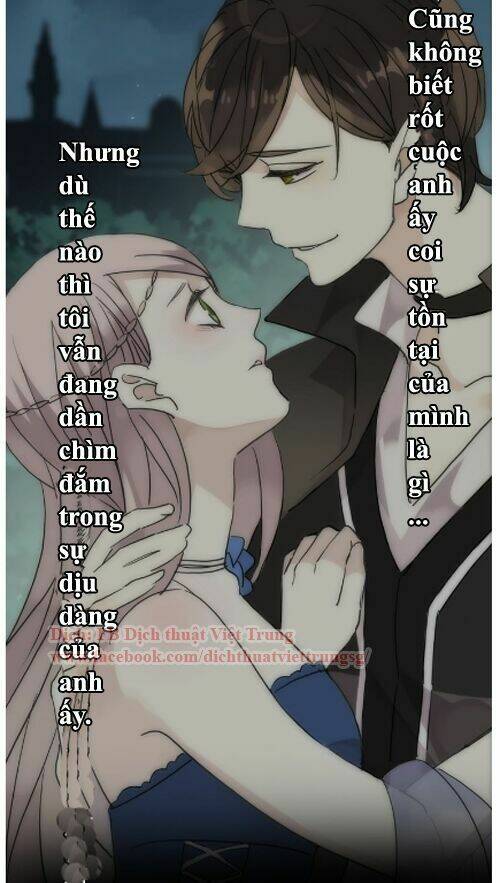 Cũng
không
biết
rốt
cuộc
anh
ấy
coi
sự
tồn
tại
của
mình
là
gì
...
Nhưng
dù
thế
nào
thì
tôi
vẫn
đang
dần
chìm
đắm
trong
sự
dịu
dàng
của
anh
ấy.
Dịch: FB Dịch thuật Việt Trung
www.facebook.com/dichthuatviettrungsg/